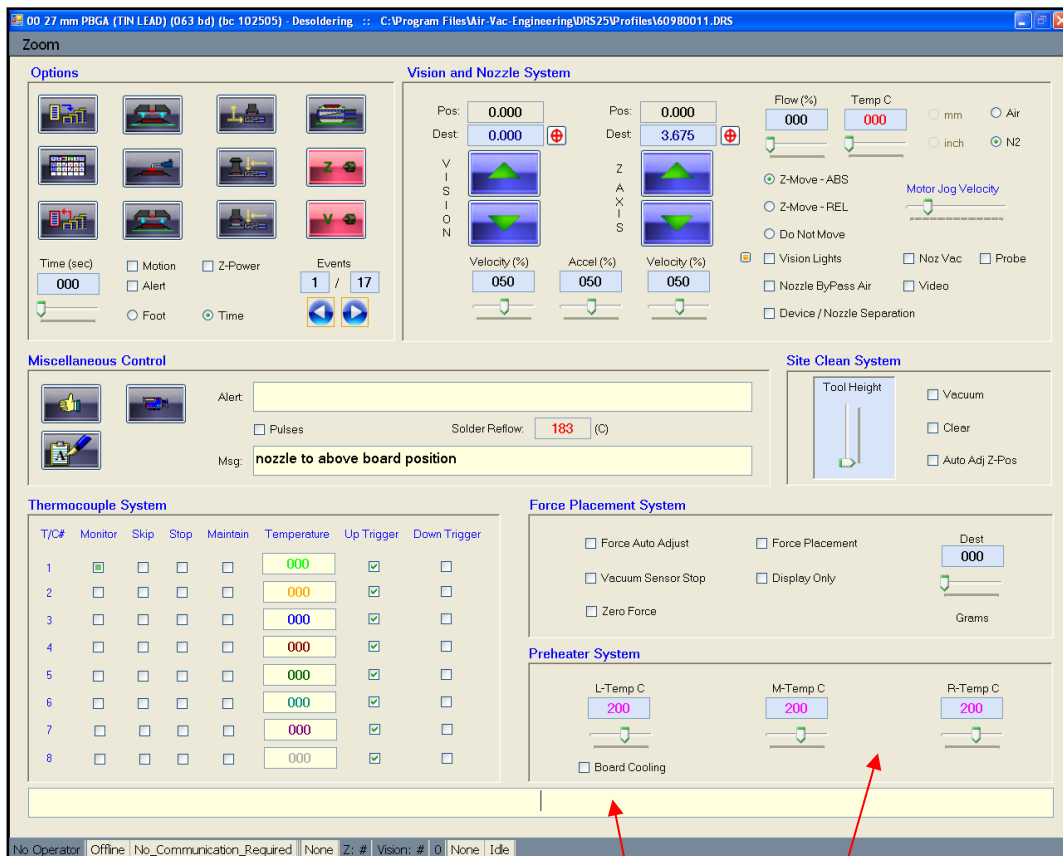 00 27 mm PBGA (TIN LEAD) (063 bd) (bc 102505) - Desoldering :: C:\Program Files\Air-Vac-Engineering\DRS25\Profiles\60980011.DRS
Zoom
Options
Z
V
Time (sec)
000
Motion
Z-Power
Alert
Foot
Time
Events
1 / 17
Vision and Nozzle System
Pos: 0.000
Dest: 0.000
VISION
Pos: 0.000
Dest: 3.675
Z AXIS
Velocity (%)
050
Accel (%)
050
Velocity (%)
050
Flow (%)
000
Temp C
000
mm
inch
Air
N2
Z-Move - ABS
Z-Move - REL
Do Not Move
Motor Jog Velocity
Vision Lights
Noz Vac
Probe
Nozzle ByPass Air
Video
Device / Nozzle Separation
Miscellaneous Control
Alert:
Pulses
Solder Reflow: 183 (C)
Msg: nozzle to above board position
Site Clean System
Tool Height
Vacuum
Clear
Auto Adj Z-Pos
Thermocouple System
T/C# Monitor Skip Stop Maintain Temperature Up Trigger Down Trigger
1 000
2 000
3 000
4 000
5 000
6 000
7 000
8 000
Force Placement System
Force Auto Adjust
Force Placement
Vacuum Sensor Stop
Display Only
Zero Force
Dest
000
Grams
Preheater System
L-Temp C
200
M-Temp C
200
R-Temp C
200
Board Cooling
No Operator Offline No_Communication_Required None Z: # Vision: # 0 None Idle